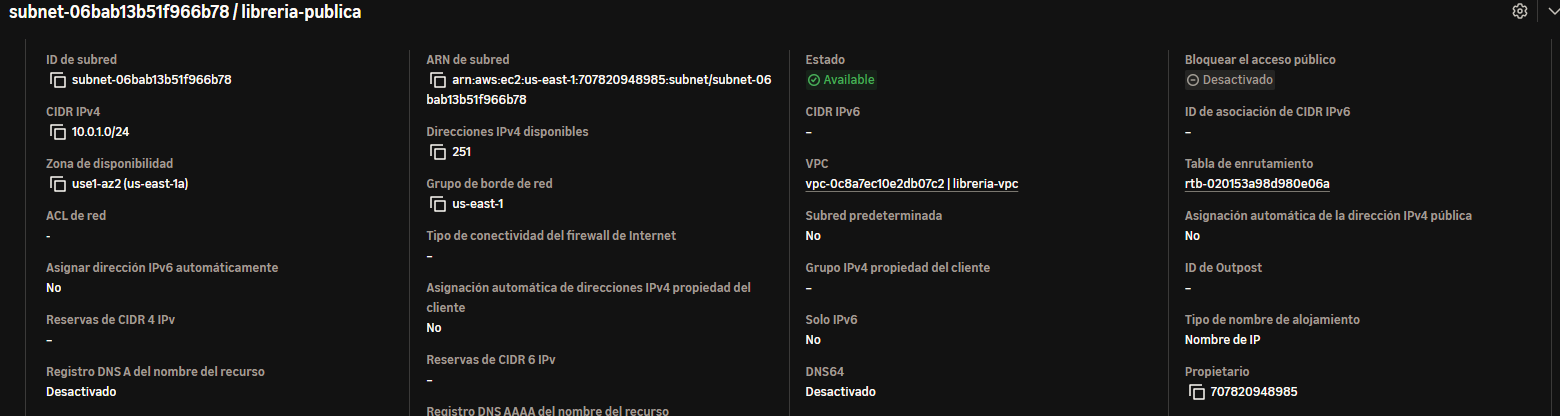 subnet-06bab13b51f966b78 / libreria-publica
ID de subred
subnet-06bab13b51f966b78
CIDR IPv4
10.0.1.0/24
Zona de disponibilidad
use1-az2 (us-east-1a)
ACL de red
-
Asignar dirección IPv6 automáticamente
No
Reservas de CIDR 4 IPv
–
Registro DNS A del nombre del recurso
Desactivado
ARN de subred
arn:aws:ec2:us-east-1:707820948985:subnet/subnet-06
bab13b51f966b78
Direcciones IPv4 disponibles
251
Grupo de borde de red
us-east-1
Tipo de conectividad del firewall de Internet
–
Asignación automática de direcciones IPv4 propiedad del
cliente
No
Reservas de CIDR 6 IPv
–
Registro DNS AAAA del nombre del recurso
Estado
Available
CIDR IPv6
–
VPC
vpc-0c8a7ec10e2db07c2 | libreria-vpc
Subred predeterminada
No
Grupo IPv4 propiedad del cliente
–
Solo IPv6
No
DNS64
Desactivado
Bloquear el acceso público
Desactivado
ID de asociación de CIDR IPv6
–
Tabla de enrutamiento
rtb-020153a98d980e06a
Asignación automática de la dirección IPv4 pública
No
ID de Outpost
–
Tipo de nombre de alojamiento
Nombre de IP
Propietario
707820948985